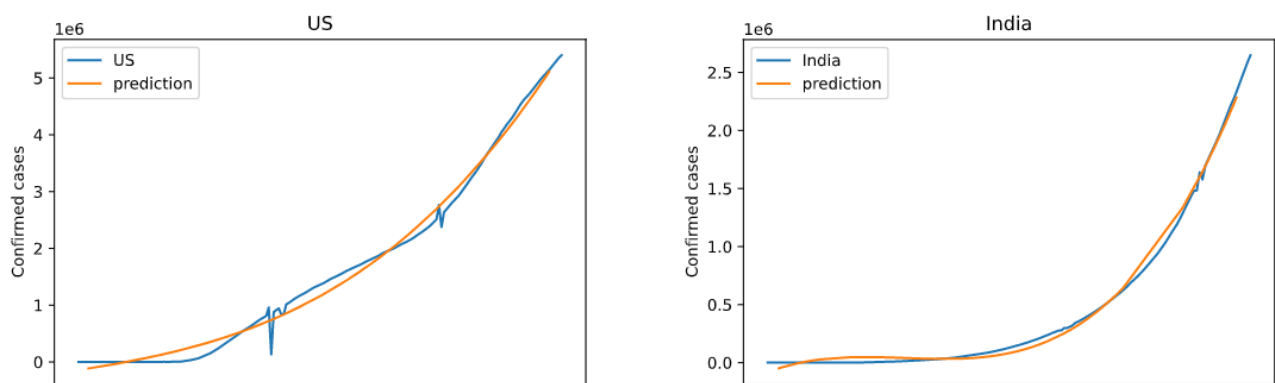 US
1e6
US
prediction
Confirmed cases
5
4
3
2
1
0
India
1e6
India
prediction
Confirmed cases
2.5
2.0
1.5
1.0
0.5
0.0